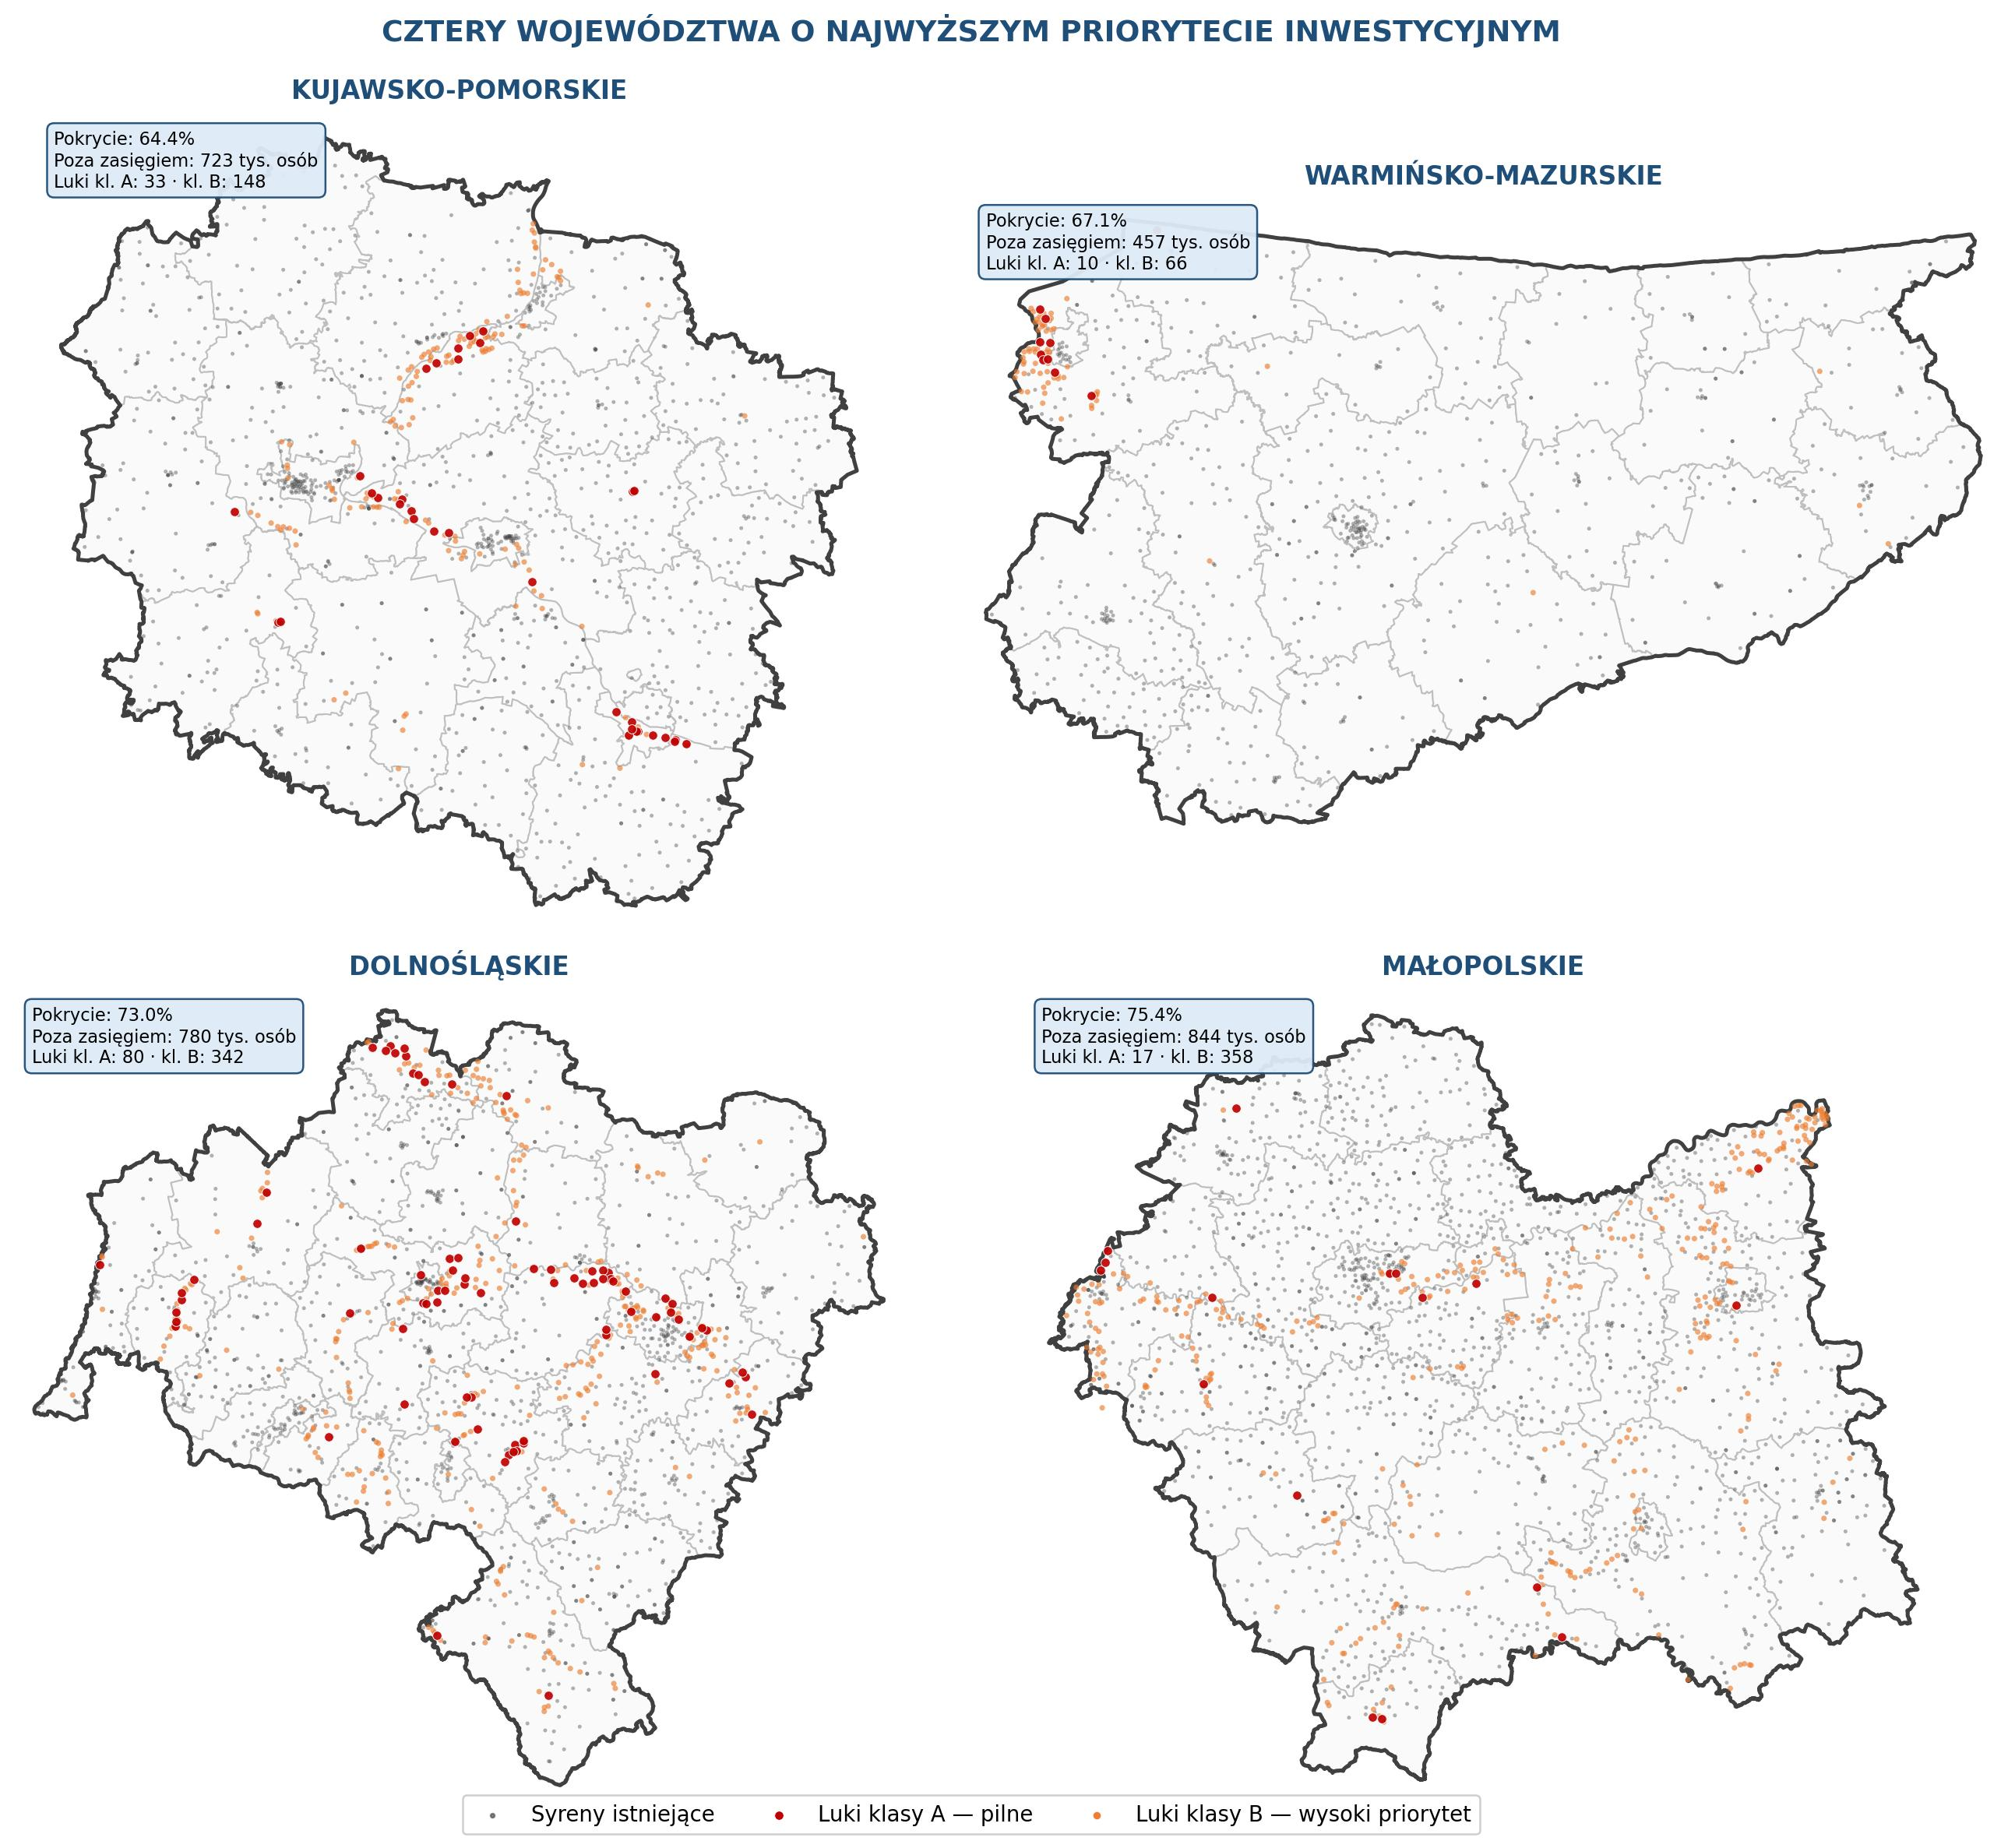 CZTERY WOJEWÓDZTWA O NAJWYŻSZYM PRIORYTECIE INWESTYCYJNYM
KUJAWSKO-POMORSKIE
Pokrycie: 64.4%
Poza zasięgiem: 723 tys. osób
Luki kl. A: 33 · kl. B: 148
WARMIŃSKO-MAZURSKIE
Pokrycie: 67.1%
Poza zasięgiem: 457 tys. osób
Luki kl. A: 10 · kl. B: 66
DOLNOŚLĄSKIE
Pokrycie: 73.0%
Poza zasięgiem: 780 tys. osób
Luki kl. A: 80 · kl. B: 342
MAŁOPOLSKIE
Pokrycie: 75.4%
Poza zasięgiem: 844 tys. osób
Luki kl. A: 17 · kl. B: 358
Syreny istniejące
Luki klasy A — pilne
Luki klasy B — wysoki priorytet